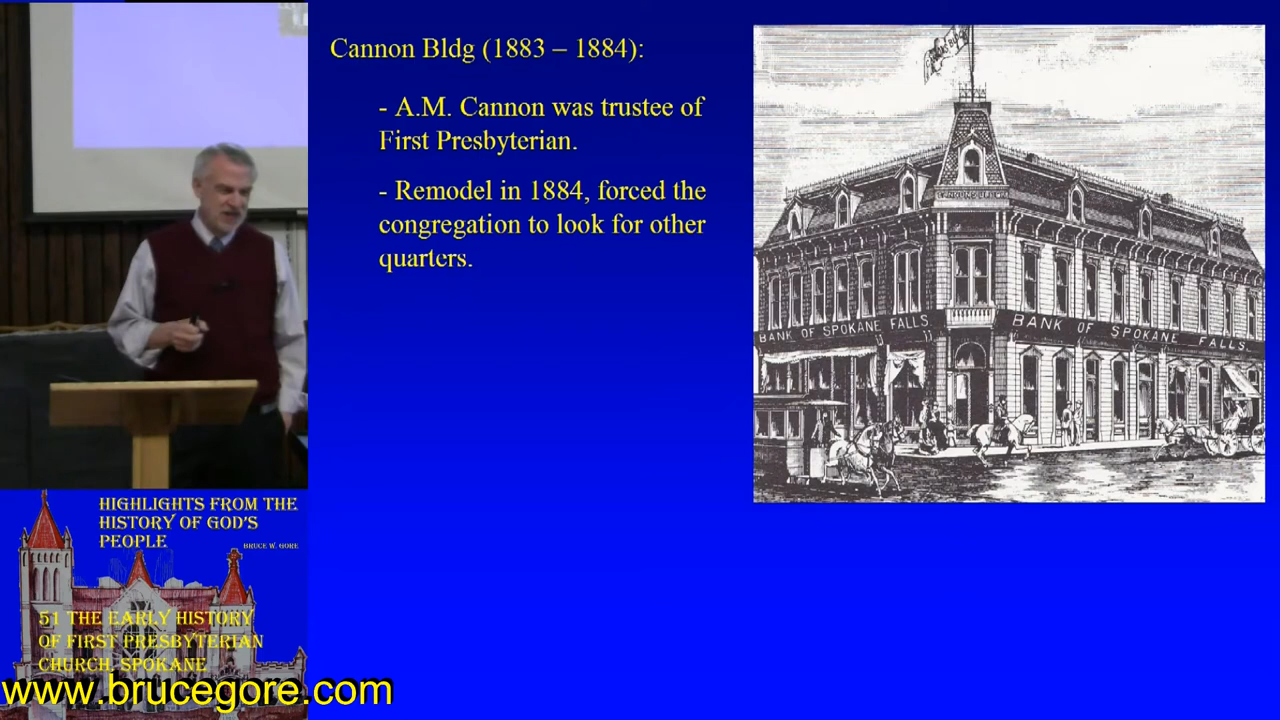 Cannon Bldg (1883 – 1884):
- A.M. Cannon was trustee of
First Presbyterian.
- Remodel in 1884, forced the
congregation to look for other
quarters.
BANK OF SPOKANE FALLS.
BANK OF SPOKANE FALLS.
HIGHLIGHTS FROM THE
HISTORY OF GOD'S
PEOPLE
BRUCE W. GORE
51 THE EARLY HISTORY
OF FIRST PRESBYTERIAN
CHURCH, SPOKANE
www.brucegore.com